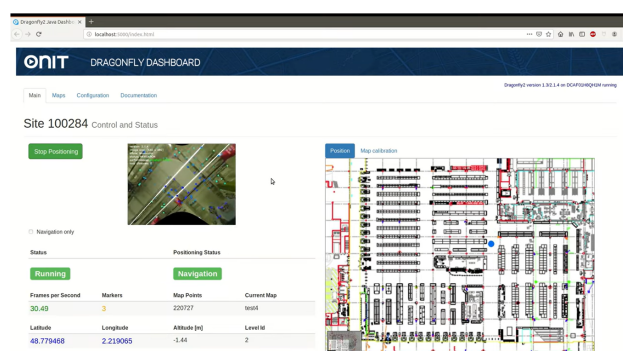 Dragonfly2 Java Dashb
localhost:5000/index.html
ONIT DRAGONFLY DASHBOARD
Dragonfly2 version 1.3/2.1.4 on DCAF01H8QH1M running
Main Maps Configuration Documentation
Site 100284 Control and Status
Stop Positioning
Position Map calibration
Navigation only
Status Positioning Status
Running Navigation
Frames per Second Markers Map Points Current Map
30.49 3 220727 test4
Latitude Longitude Altitude [m] Level Id
48.779468 2.219065 -1.44 2